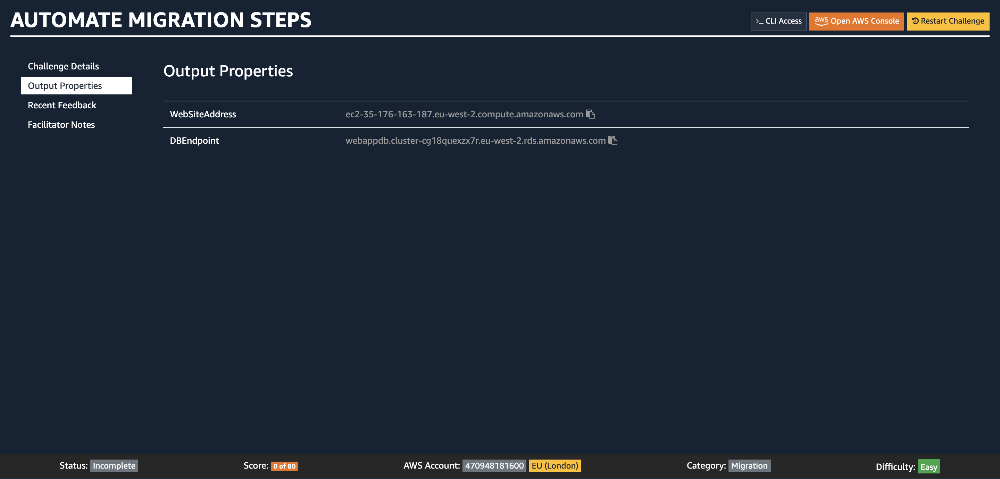 AUTOMATE MIGRATION STEPS
>_ CLI Access
aws Open AWS Console
Restart Challenge
Challenge Details
Output Properties
Recent Feedback
Facilitator Notes
Output Properties
WebSiteAddress ec2-35-176-163-187.eu-west-2.compute.amazonaws.com
DBEndpoint webappdb.cluster-cg18quexzx7r.eu-west-2.rds.amazonaws.com
Status: Incomplete
Score: 0 of 80
AWS Account: 470948181600 EU (London)
Category: Migration
Difficulty: Easy